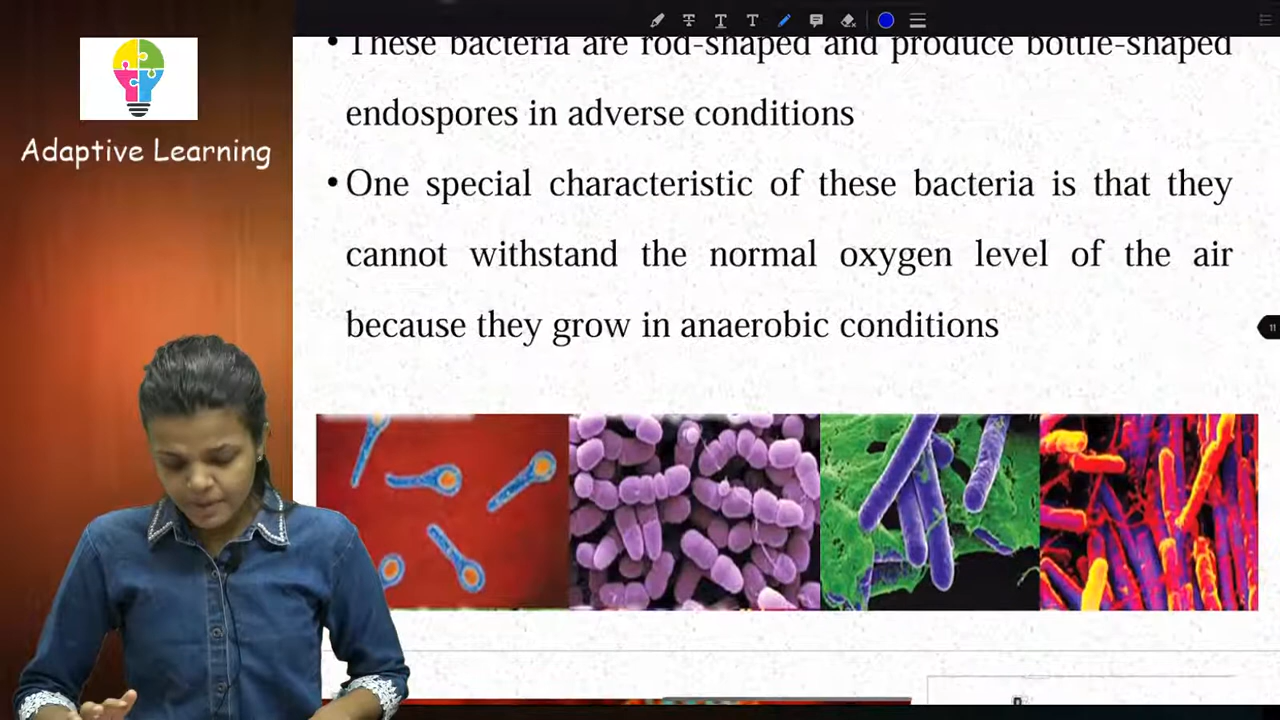 Adaptive Learning
• These bacteria are rod-shaped and produce bottle-shaped
endospores in adverse conditions
• One special characteristic of these bacteria is that they
cannot withstand the normal oxygen level of the air
because they grow in anaerobic conditions
11